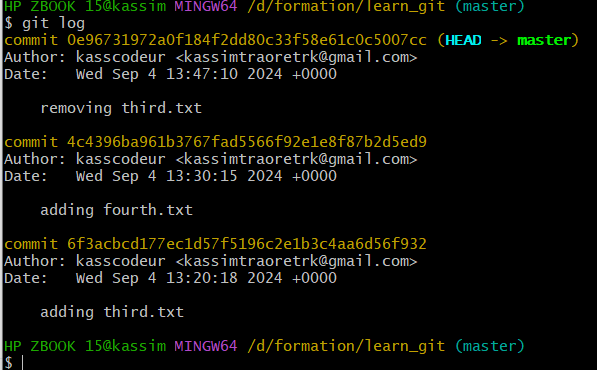 HP ZBOOK 15@kassim MINGW64 /d/formation/learn_git (master)
$ git log
commit 0e96731972a0f184f2dd80c33f58e61c0c5007cc (HEAD -> master)
Author: kasscodeur <kassimtraoretrk@gmail.com>
Date:   Wed Sep 4 13:47:10 2024 +0000
    removing third.txt
commit 4c4396ba961b3767fad5566f92e1e8f87b2d5ed9
Author: kasscodeur <kassimtraoretrk@gmail.com>
Date:   Wed Sep 4 13:30:15 2024 +0000
    adding fourth.txt
commit 6f3acbcd177ec1d57f5196c2e1b3c4aa6d56f932
Author: kasscodeur <kassimtraoretrk@gmail.com>
Date:   Wed Sep 4 13:20:18 2024 +0000
    adding third.txt
HP ZBOOK 15@kassim MINGW64 /d/formation/learn_git (master)
$